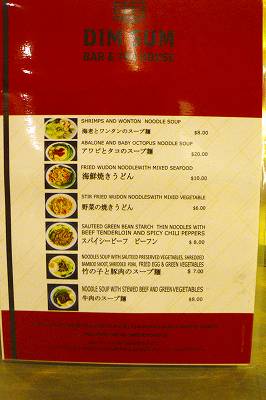 DIM SUM
BAR & TEA HOUSE
SHRIMPS AND WONTON NOODLE SOUP
海老とワンタンのスープ麺 $8.00
ABALONE AND BABY OCTOPUS NOODLE SOUP
アワビとタコのスープ麺 $20.00
FRIED WUDON NOODLEWITH MIXED SEAFOOD
海鮮焼きうどん $10.00
STIR FRIED WUDON NOODLESWITH MIXED VEGETABLE
野菜の焼きうどん $6.00
SAUTEED GREEN BEAN STARCH THIN NOODLES WITH
BEEF TENDERLOIN AND SPICY CHILI PEPPERS
スパイシービーフ ビーフン $ 8.00
NOODLES SOUP WITH SAUTEED PRESERVED VEGETABLES, SHREDDED
BAMBOO SHOOT, SHREDDED PORK, FRIED EGG & GREEN VEGETABLES
竹の子と豚肉のスープ麺 $ 7.00
NOODLE SOUP WITH STEWED BEEF AND GREEN VEGETABLES
牛肉のスープ麺 $8.00